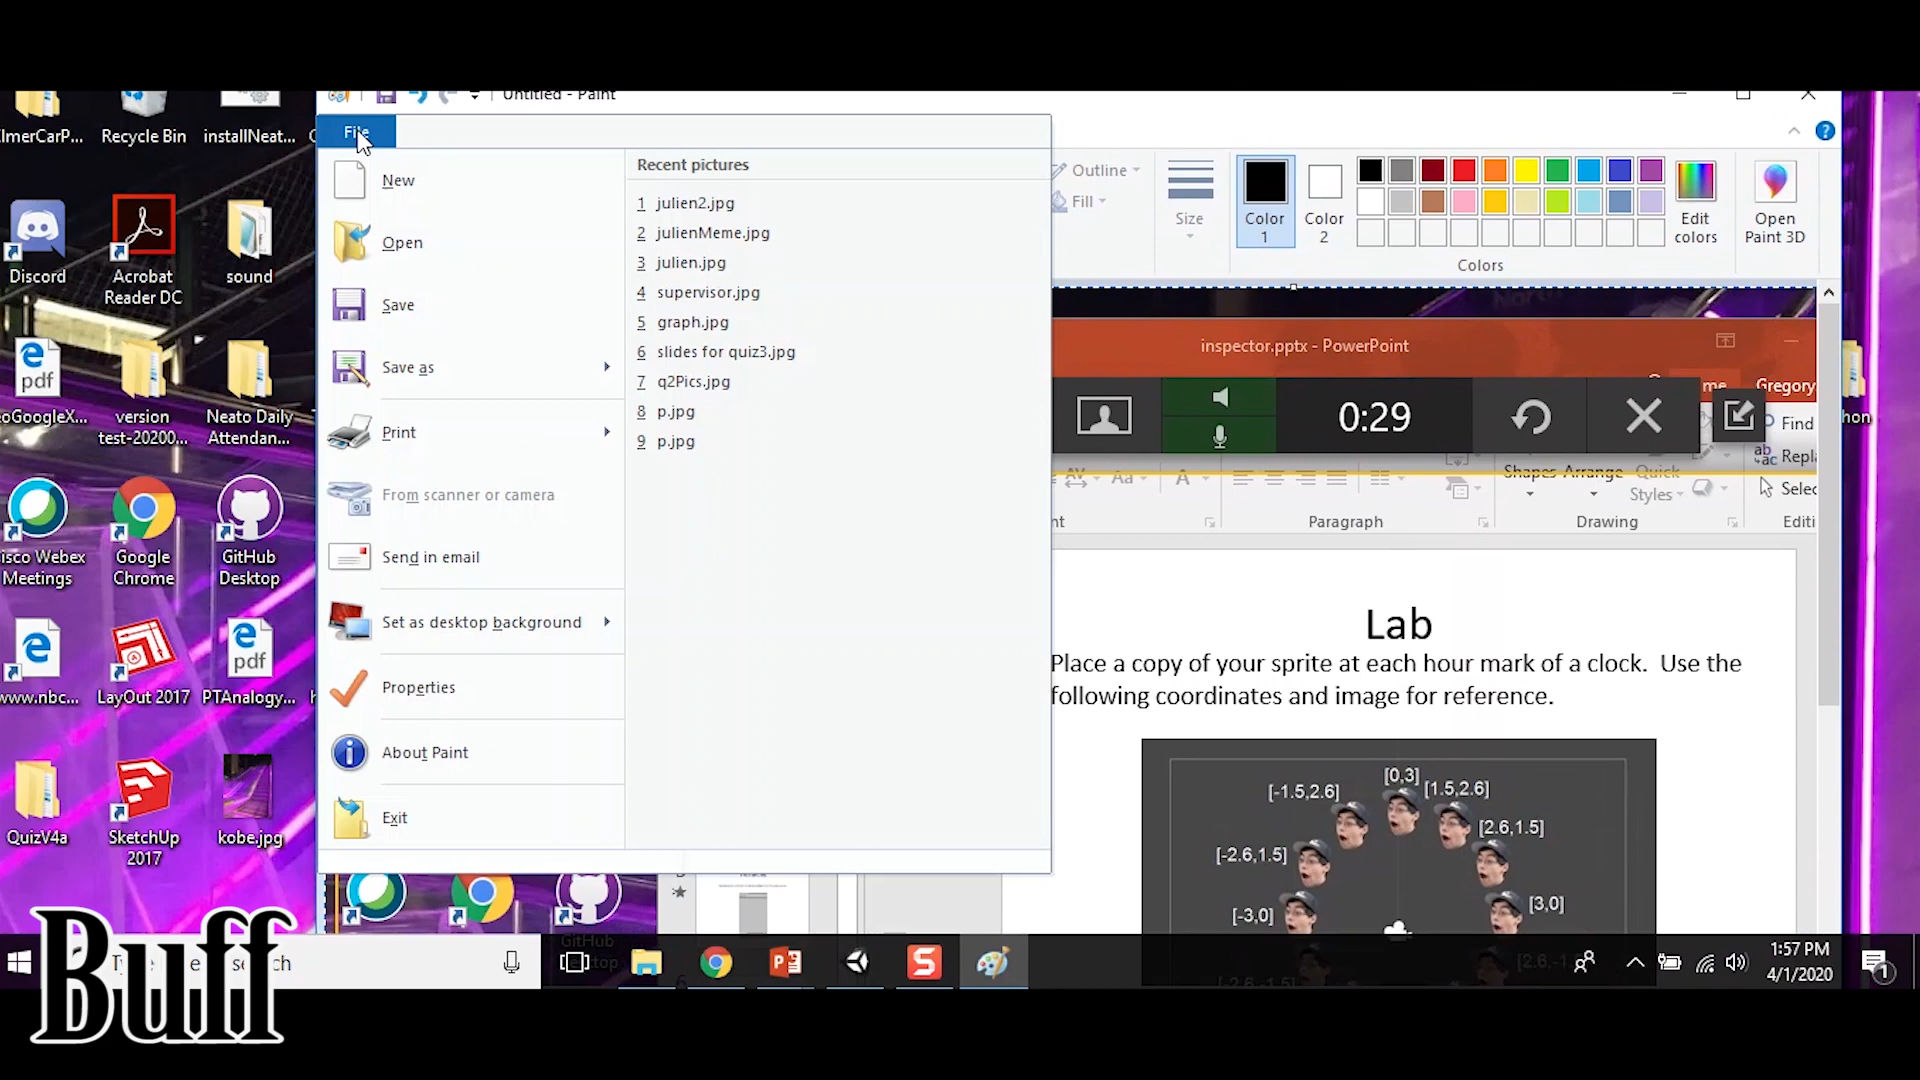 Untitled - Paint
Recycle Bin
installNeat...
File
New
Open
Save
Save as
Print
From scanner or camera
Send in email
Set as desktop background
Properties
About Paint
Exit
Recent pictures
1 julien2.jpg
2 julienMeme.jpg
3 julien.jpg
4 supervisor.jpg
5 graph.jpg
6 slides for quiz3.jpg
7 q2Pics.jpg
8 p.jpg
9 p.jpg
Outline
Fill
Size
Color 1
Color 2
Edit colors
Open Paint 3D
Colors
Discord
Acrobat Reader DC
sound
pdf
version test-20200...
Neato Daily Attendan...
Meetings
Google Chrome
GitHub Desktop
LayOut 2017
pdf
PTAnalogy...
QuizV4a
SketchUp 2017
kobe.jpg
inspector.pptx - PowerPoint
Gregory
0:29
Find
Shapes Arrange Quick Styles
Aa
A
Paragraph
Drawing
Lab
Place a copy of your sprite at each hour mark of a clock. Use the
following coordinates and image for reference.
[0,3]
[-1.5,2.6]
[1.5,2.6]
[2.6,1.5]
[-2.6,1.5]
[-3,0]
[3,0]
1:57 PM
4/1/2020
1
Buff